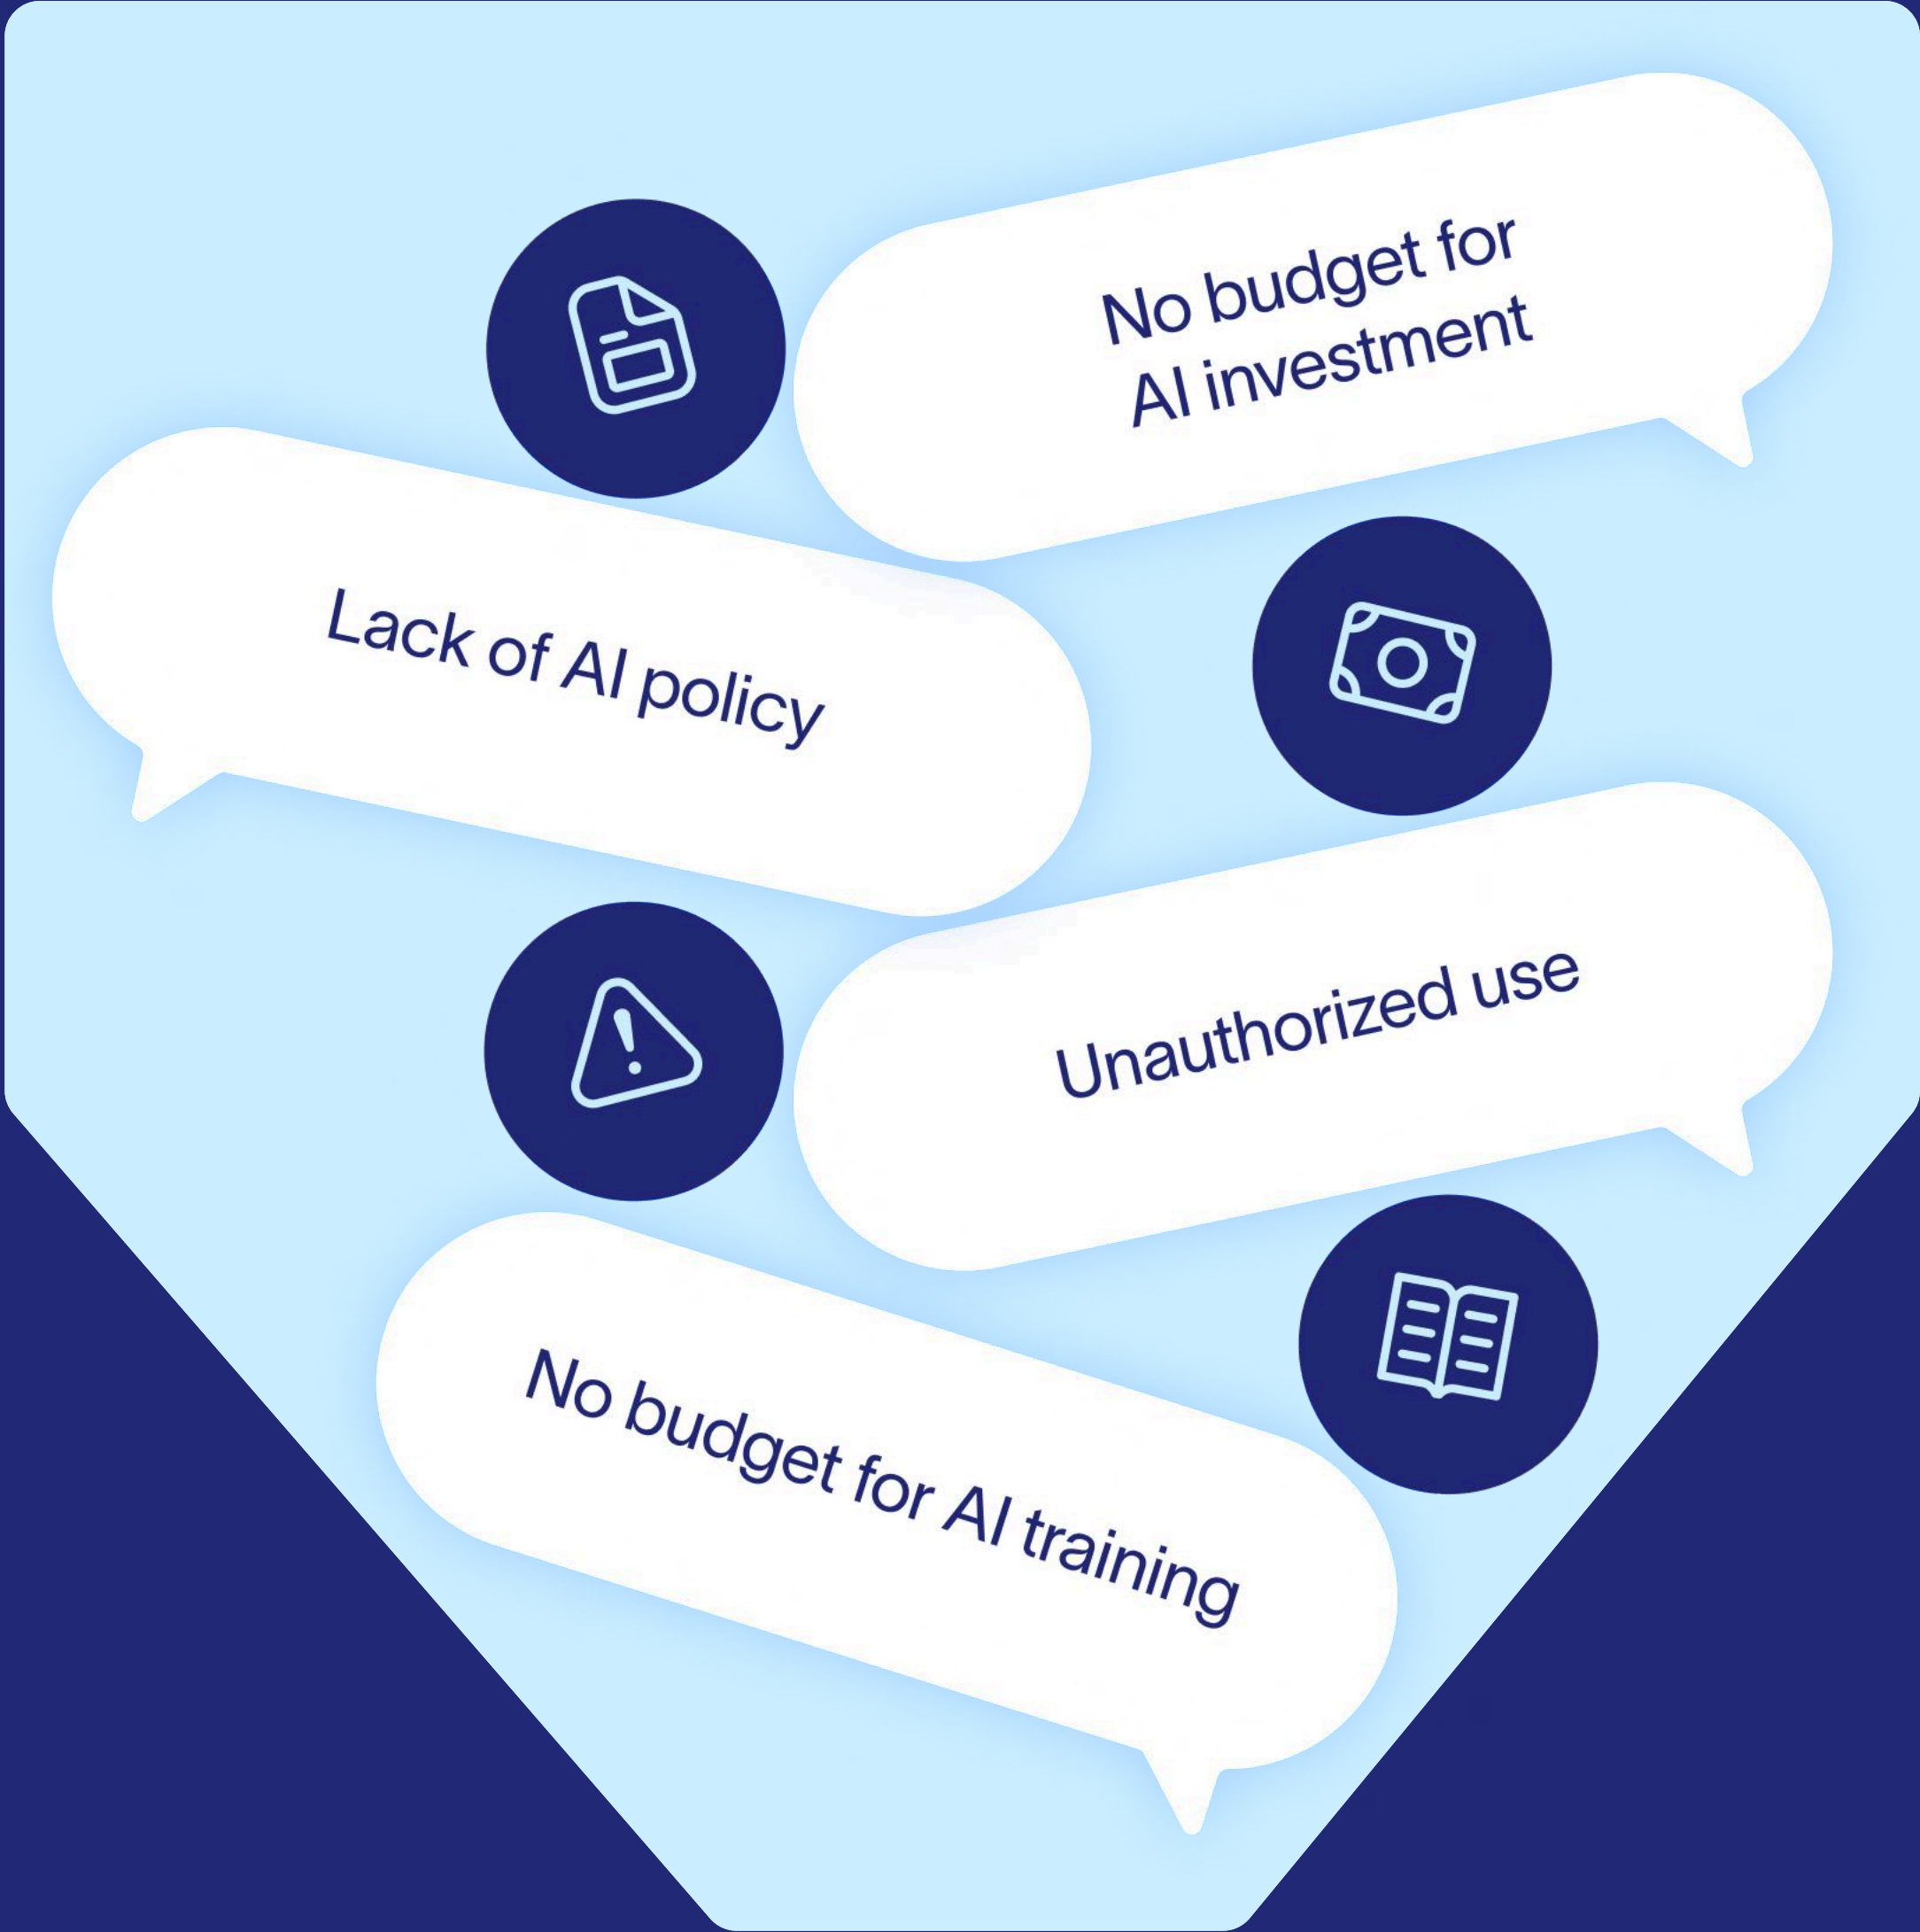 No budget for
AI investment
Lack of AI policy
Unauthorized use
No budget for AI training